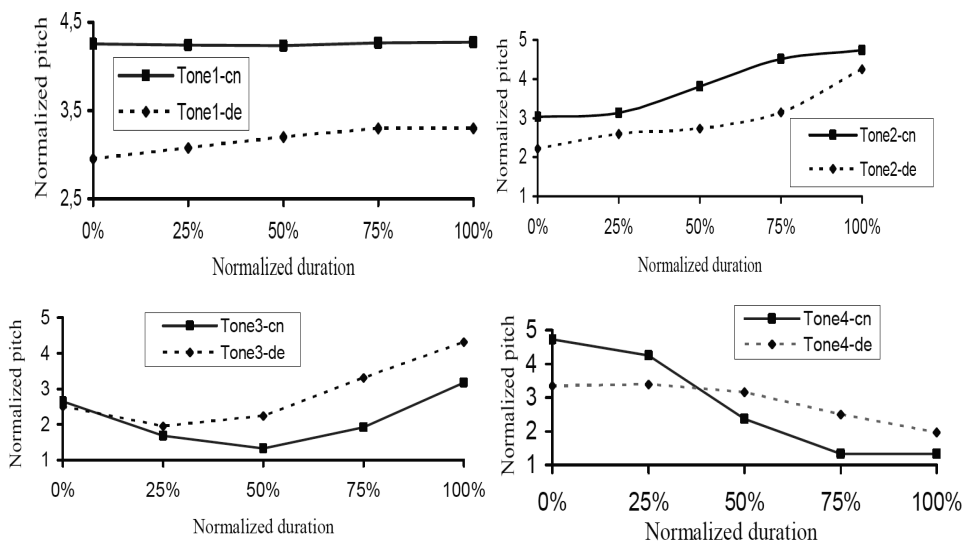 4,5
3,5
2,5
Normalized pitch
Tone1-cn
Tone1-de
0% 25% 50% 75% 100%
Normalized duration
5
4
3
2
1
Normalized pitch
Tone2-cn
Tone2-de
0% 25% 50% 75% 100%
Normalized duration
5
4
3
2
1
Normalized pitch
Tone3-cn
Tone3-de
0% 25% 50% 75% 100%
Normalized duration
5
4
3
2
1
Normalized pitch
Tone4-cn
Tone4-de
0% 25% 50% 75% 100%
Normalized duration